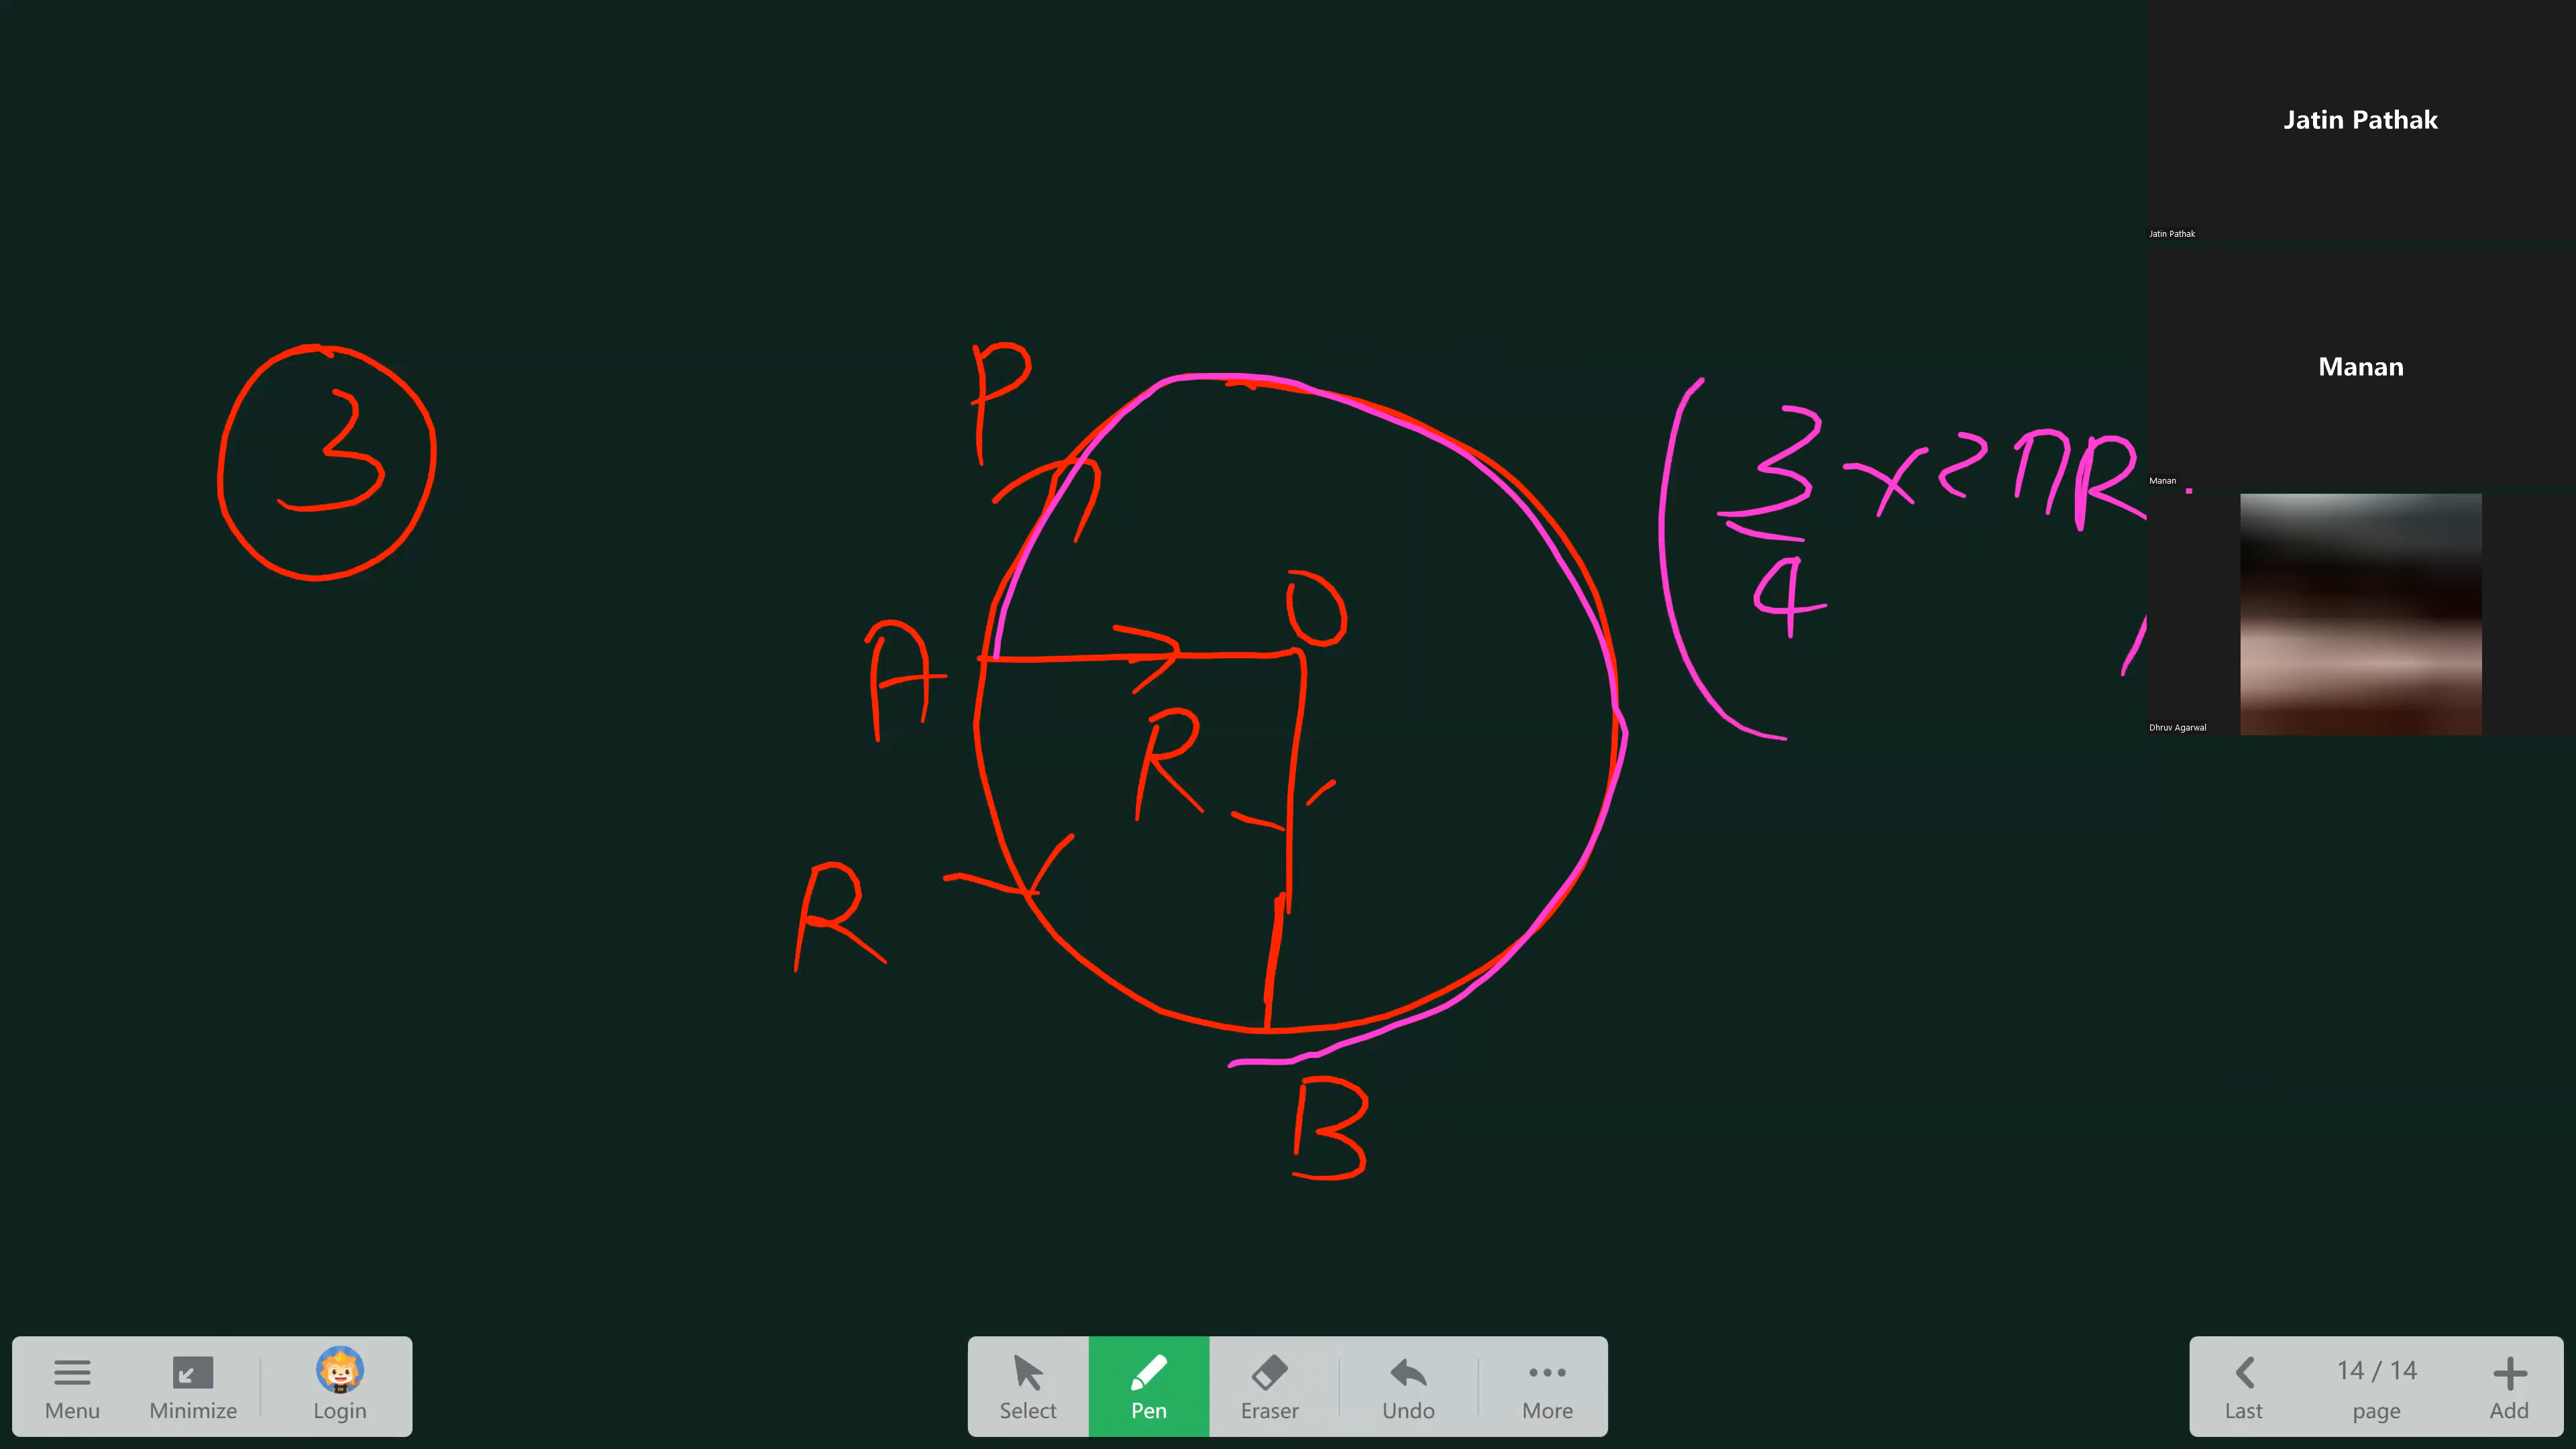 Jatin Pathak
Jatin Pathak
Manan
Manan
Dhruv Agarwal
3
P
O
A
R
R
B
( 3/4 × 2πR
Menu
Minimize
Login
Select
Pen
Eraser
Undo
More
Last
14 / 14
page
Add